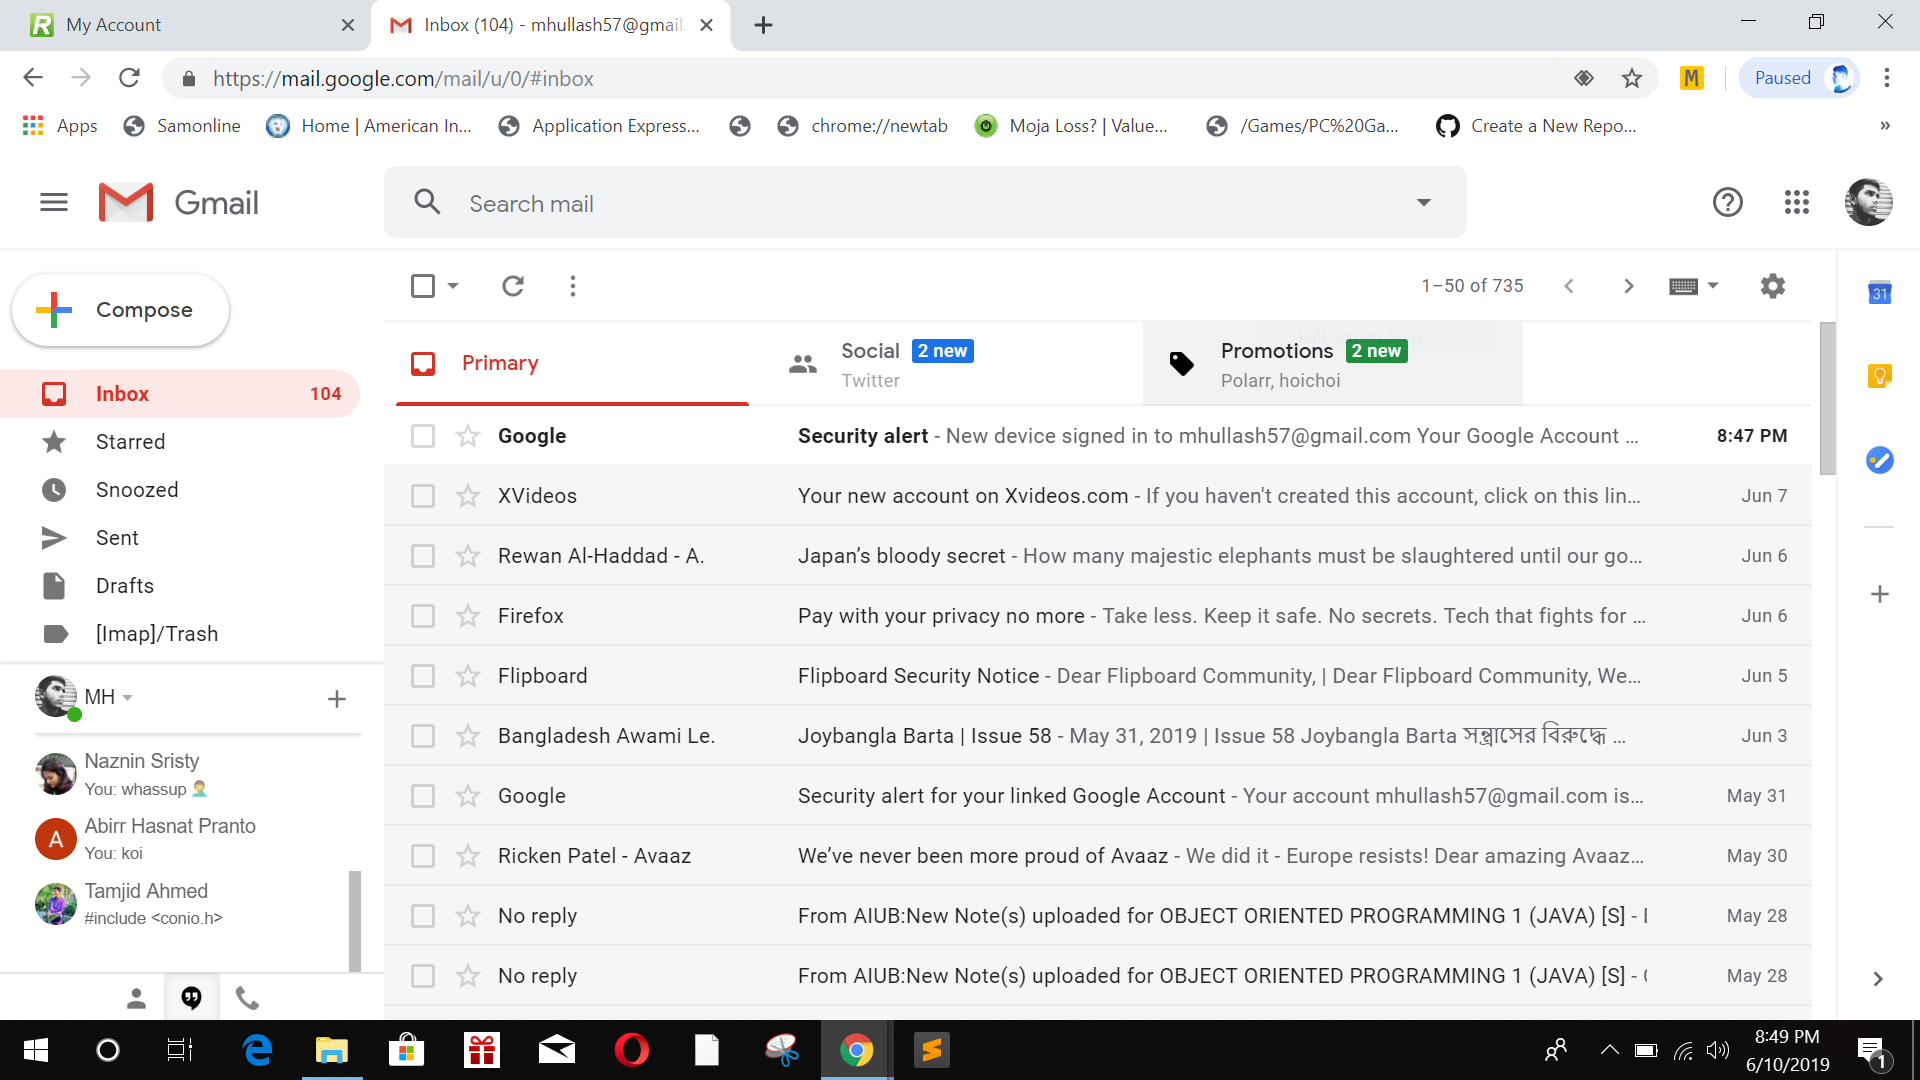 My Account
Inbox (104) - mhullash57@gmail.
https://mail.google.com/mail/u/0/#inbox
M
Paused
Apps
Samonline
Home | American In...
Application Express...
chrome://newtab
Moja Loss? | Value...
/Games/PC%20Ga...
Create a New Repo...
»
Gmail
Search mail
Compose
1–50 of 735
31
Primary
Social 2 new
Twitter
Promotions 2 new
Polarr, hoichoi
Inbox 104
Starred
Snoozed
Sent
Drafts
[Imap]/Trash
MH
Naznin Sristy
You: whassup 🤦‍♂️
A
Abirr Hasnat Pranto
You: koi
Tamjid Ahmed
#include <conio.h>
Google Security alert - New device signed in to mhullash57@gmail.com Your Google Account ... 8:47 PM
XVideos Your new account on Xvideos.com - If you haven't created this account, click on this lin... Jun 7
Rewan Al-Haddad - A. Japan’s bloody secret - How many majestic elephants must be slaughtered until our go... Jun 6
Firefox Pay with your privacy no more - Take less. Keep it safe. No secrets. Tech that fights for ... Jun 6
Flipboard Flipboard Security Notice - Dear Flipboard Community, | Dear Flipboard Community, We... Jun 5
Bangladesh Awami Le. Joybangla Barta | Issue 58 - May 31, 2019 | Issue 58 Joybangla Barta সন্ত্রাসের বিরুদ্ধে ... Jun 3
Google Security alert for your linked Google Account - Your account mhullash57@gmail.com is... May 31
Ricken Patel - Avaaz We’ve never been more proud of Avaaz - We did it - Europe resists! Dear amazing Avaaz... May 30
No reply From AIUB:New Note(s) uploaded for OBJECT ORIENTED PROGRAMMING 1 (JAVA) [S] - May 28
No reply From AIUB:New Note(s) uploaded for OBJECT ORIENTED PROGRAMMING 1 (JAVA) [S] - May 28
8:49 PM
6/10/2019
1